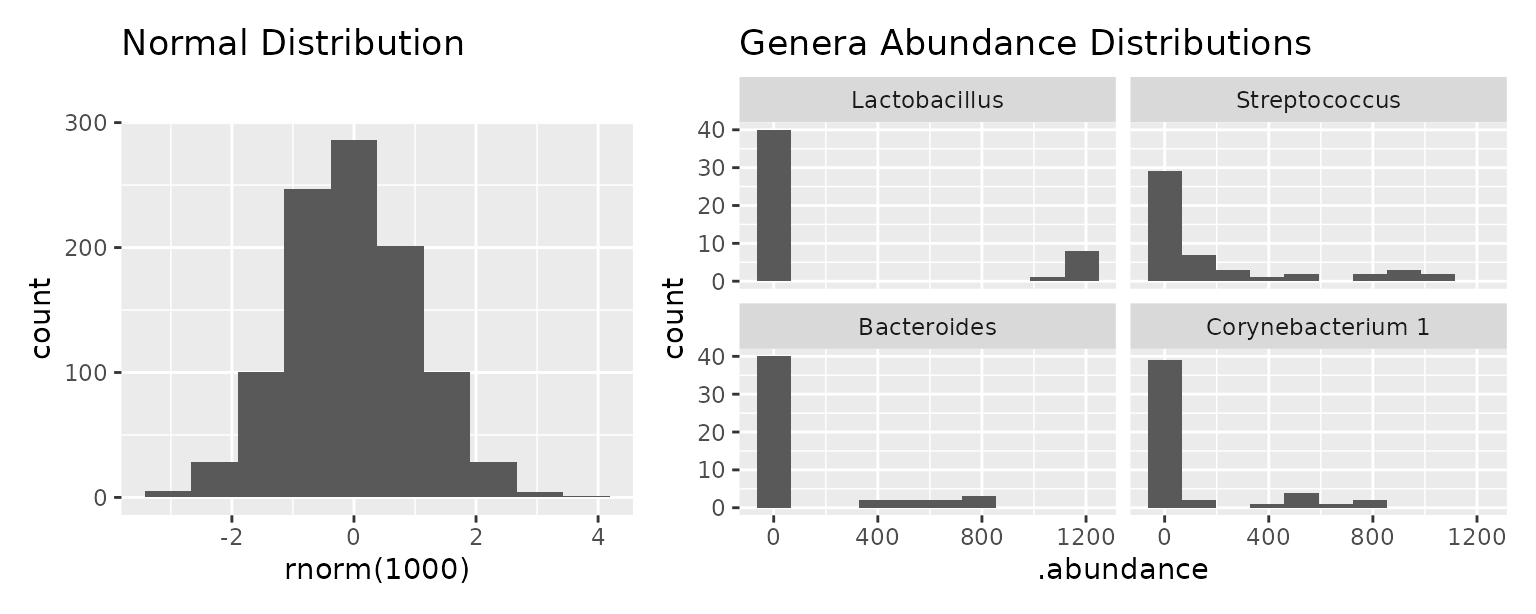 Normal Distribution
300
200
100
0
count
-2 0 2 4
rnorm(1000)
Genera Abundance Distributions
Lactobacillus Streptococcus
40
30
20
10
0
count
Bacteroides Corynebacterium 1
40
30
20
10
0
0 400 800 1200 0 400 800 1200
.abundance